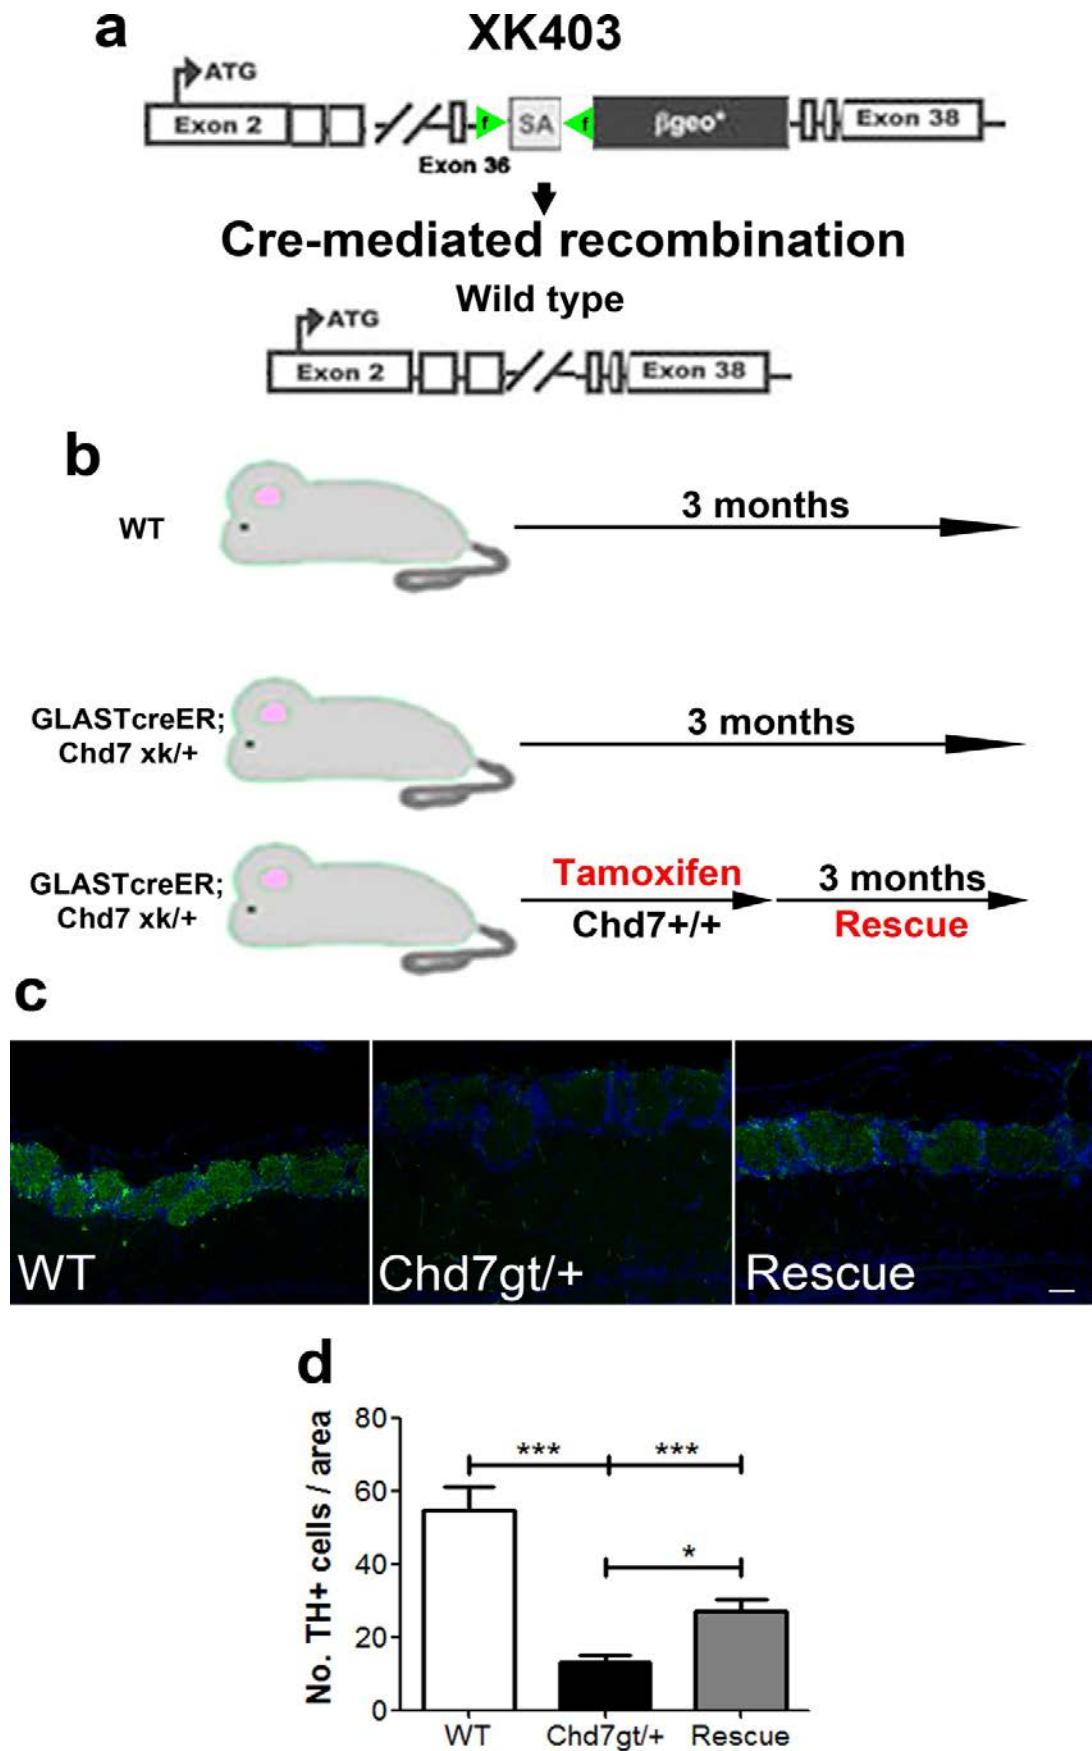 a
XK403
ATG
Exon 2
f
SA
f
βgeo*
Exon 38
Exon 36
Cre-mediated recombination
Wild type
ATG
Exon 2
Exon 38
b
WT
3 months
GLASTcreER;
Chd7 xk/+
3 months
GLASTcreER;
Chd7 xk/+
Tamoxifen
Chd7+/+
3 months
Rescue
c
WT
Chd7gt/+
Rescue
d
No. TH+ cells / area
80
60
40
20
0
***
***
*
WT
Chd7gt/+
Rescue